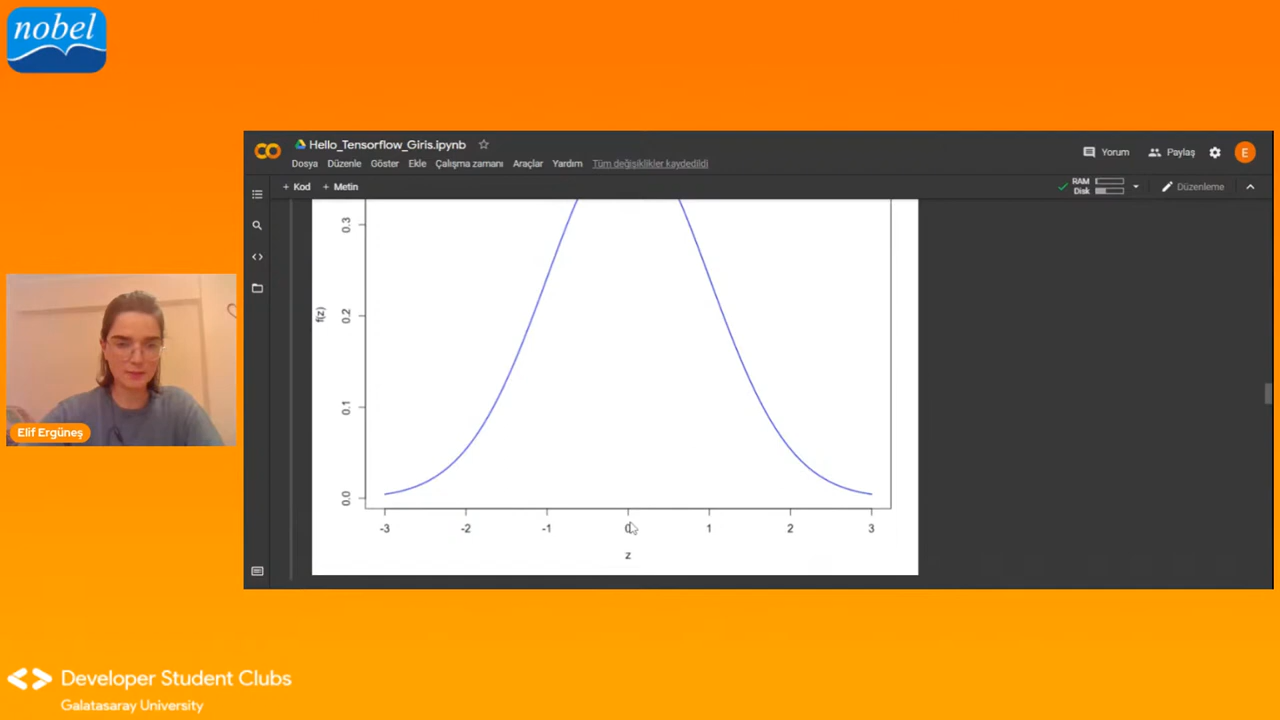 nobel
Hello_Tensorflow_Giris.ipynb
Dosya Düzenle Göster Ekle Çalışma zamanı Araçlar Yardım Tüm değişiklikler kaydedildi
Yorum
Paylaş
E
+ Kod + Metin
RAM
Disk
Düzenleme
f(z)
0.3
0.2
0.1
0.0
-3 -2 -1 0 1 2 3
z
Elif Ergüneş
Developer Student Clubs
Galatasaray University